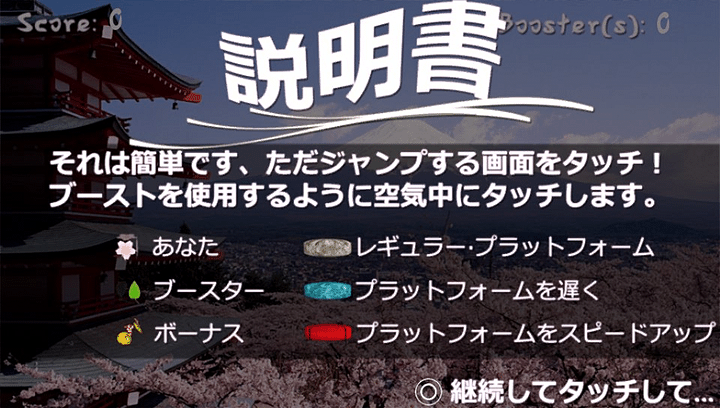 Score: 0
Booster(s): 0
説明書
それは簡単です、ただジャンプする画面をタッチ！
ブーストを使用するように空気中にタッチします。
あなた
レギュラー·プラットフォーム
ブースター
プラットフォームを遅く
ボーナス
プラットフォームをスピードアップ
◎ 継続してタッチして...